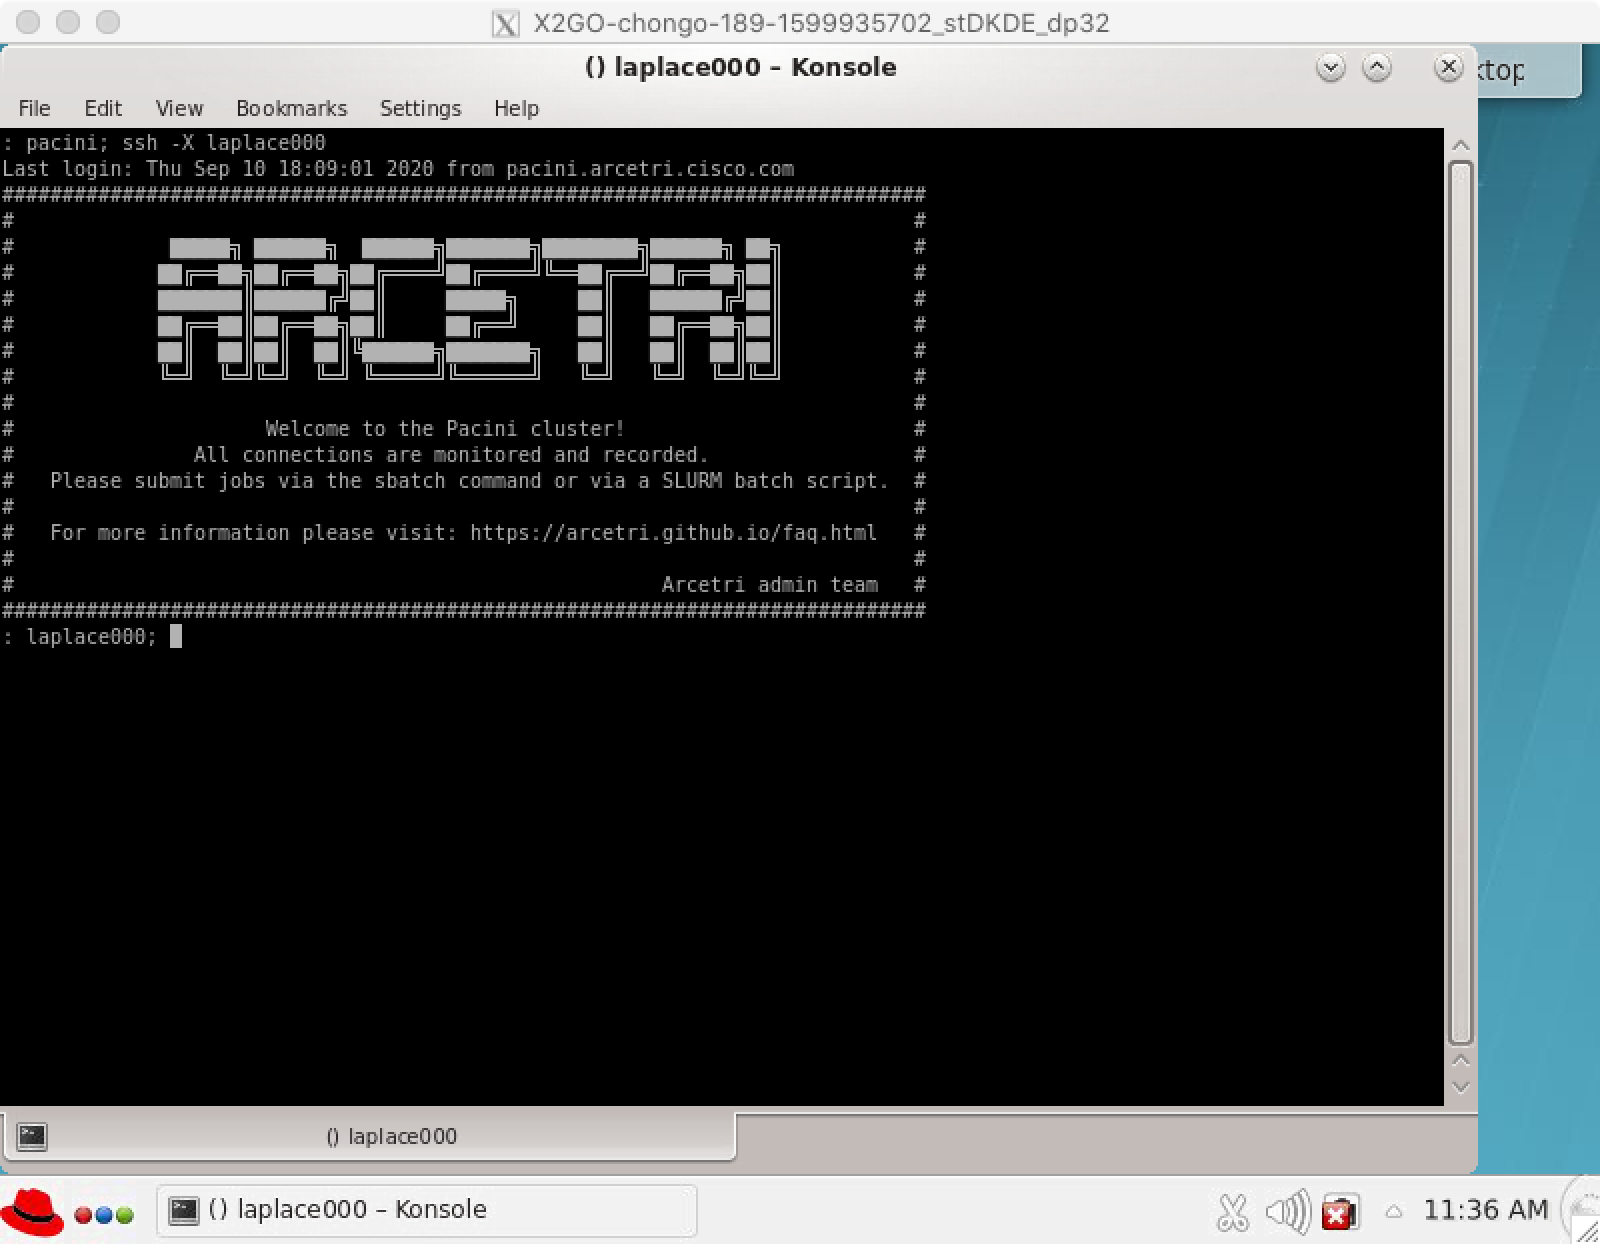 X2GO-chongo-189-1599935702_stDKDE_dp32
() laplace000 – Konsole
ktop
File Edit View Bookmarks Settings Help
: pacini; ssh -X laplace000
Last login: Thu Sep 10 18:09:01 2020 from pacini.arcetri.cisco.com
#############################################################################
# #
# ARCETRI #
# #
# #
# #
# #
# #
# #
# Welcome to the Pacini cluster! #
# All connections are monitored and recorded. #
# Please submit jobs via the sbatch command or via a SLURM batch script. #
# #
# For more information please visit: https://arcetri.github.io/faq.html #
# #
# Arcetri admin team #
#############################################################################
: laplace000;
() laplace000
() laplace000 – Konsole
11:36 AM